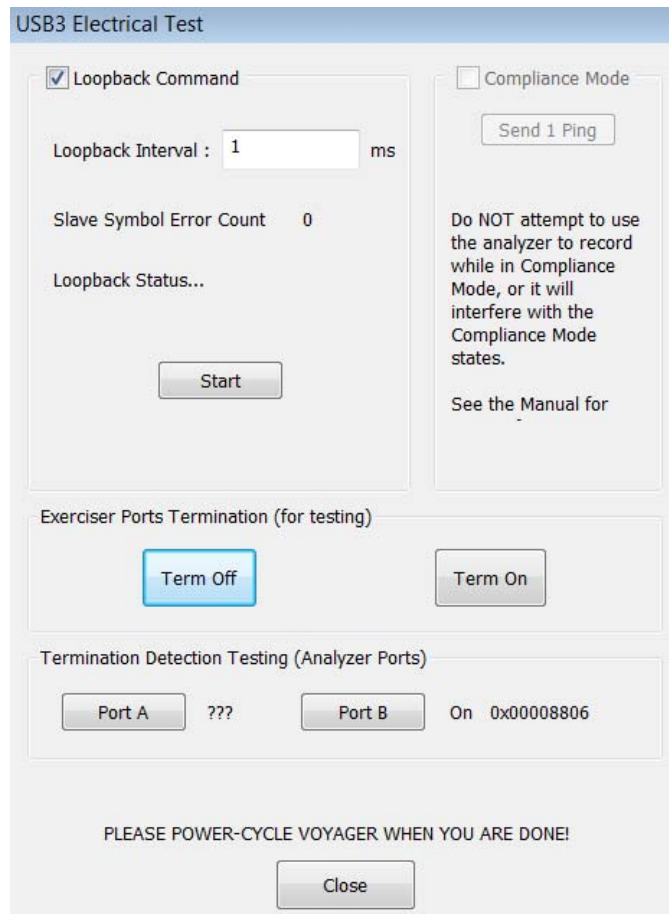 USB3 Electrical Test
Loopback Command
Loopback Interval : 1 ms
Slave Symbol Error Count 0
Loopback Status...
Start
Compliance Mode
Send 1 Ping
Do NOT attempt to use
the analyzer to record
while in Compliance
Mode, or it will
interfere with the
Compliance Mode
states.
See the Manual for
Exerciser Ports Termination (for testing)
Term Off
Term On
Termination Detection Testing (Analyzer Ports)
Port A ??? Port B On 0x00008806
PLEASE POWER-CYCLE VOYAGER WHEN YOU ARE DONE!
Close